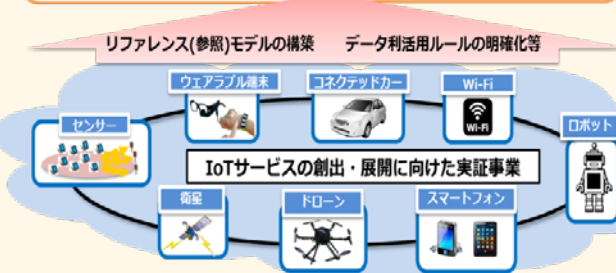 リファレンス(参照)モデルの構築 データ利活用ルールの明確化等
ウェアラブル端末 コネクテッドカー Wi-Fi
センサー
Wi-Fi
ロボット
IoTサービスの創出・展開に向けた実証事業
衛星 ドローン スマートフォン